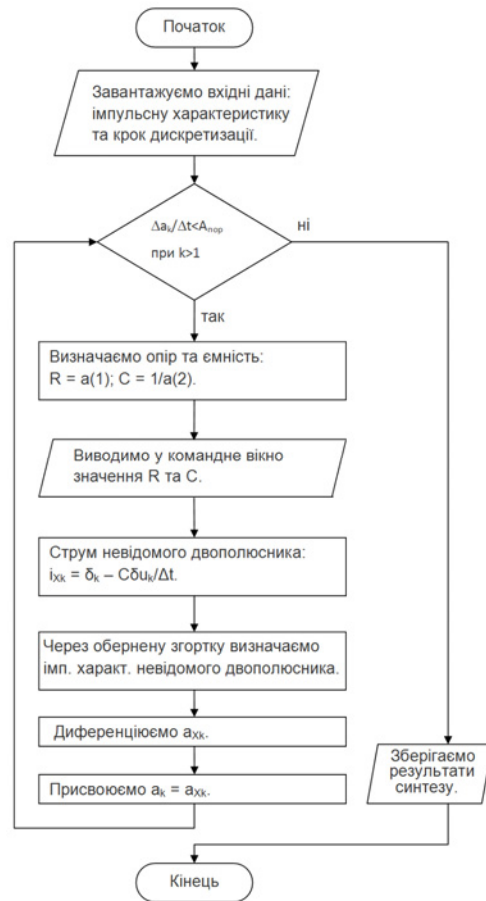 Початок
Завантажуємо вхідні дані:
імпульсну характеристику
та крок дискретизації.
Δaₖ/Δt<Aпор
при k>1
ні
так
Визначаємо опір та ємність:
R = a(1); C = 1/a(2).
Виводимо у командне вікно
значення R та C.
Струм невідомого двополюсника:
iXk = δk – Cδuk/Δt.
Через обернену згортку визначаємо
імп. характ. невідомого двополюсника.
Диференціюємо aXk.
Присвоюємо ak = aXk.
Зберігаємо
результати
синтезу.
Кінець